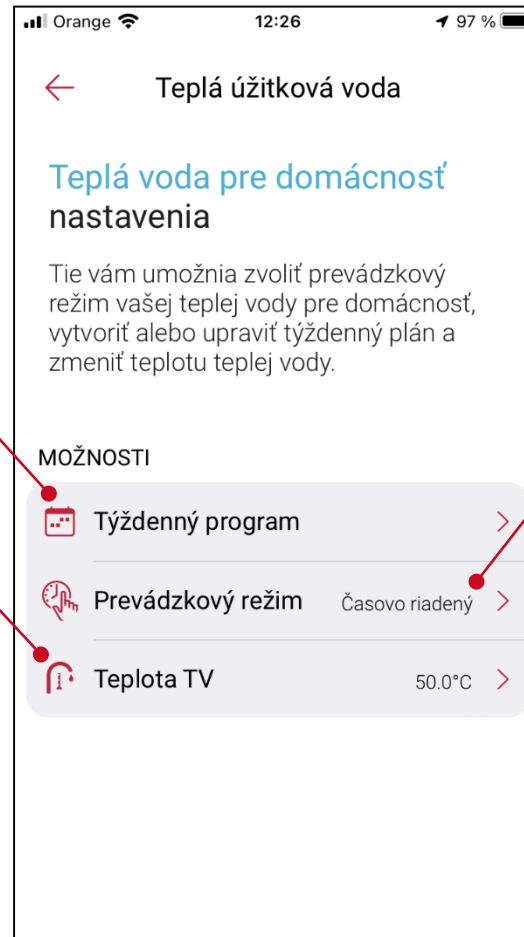 Orange 12:26 97 %
Teplá úžitková voda
Teplá voda pre domácnosť
nastavenia
Tie vám umožnia zvoliť prevádzkový
režim vašej teplej vody pre domácnosť,
vytvoriť alebo upraviť týždenný plán a
zmeniť teplotu teplej vody.
MOŽNOSTI
Týždenný program
Prevádzkový režim Časovo riadený
Teplota TV 50.0°C